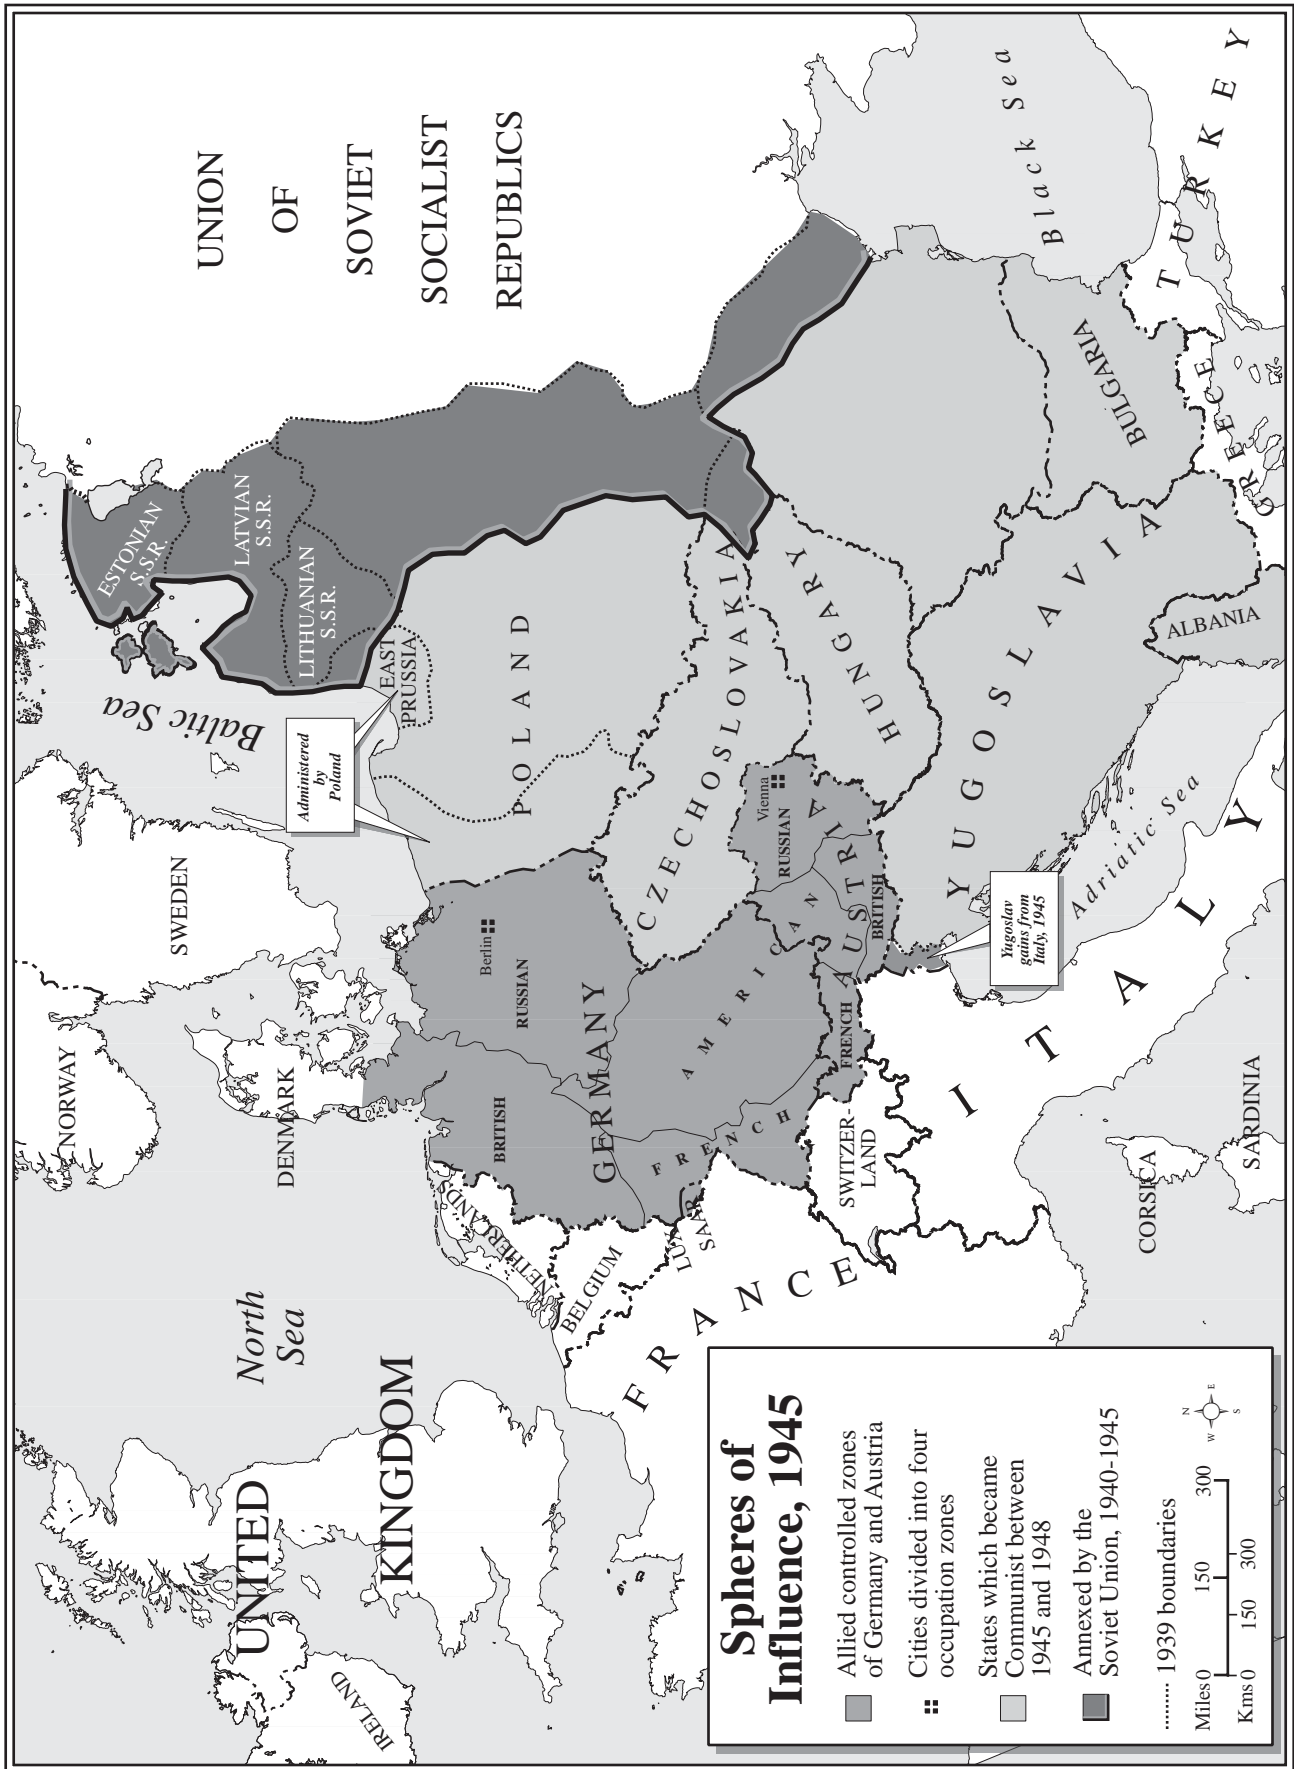 Spheres of
Influence, 1945
Allied controlled zones
of Germany and Austria
Cities divided into four
occupation zones
States which became
Communist between
1945 and 1948
Annexed by the
Soviet Union, 1940-1945
1939 boundaries
Miles 0 150 300
Kms 0 150 300
N
E
S
W
UNITED
KINGDOM
IRELAND
North
Sea
NORWAY
SWEDEN
DENMARK
Baltic Sea
ESTONIAN
S.S.R.
LATVIAN
S.S.R.
LITHUANIAN
S.S.R.
UNION
OF
SOVIET
SOCIALIST
REPUBLICS
Administered
by
Poland
EAST
PRUSSIA
POLAND
NETHERLANDS
BELGIUM
LUX
SAAR
GERMANY
BRITISH
RUSSIAN
Berlin
FRENCH
AMERICAN
CZECHOSLOVAKIA
FRANCE
SWITZER-
LAND
AUSTRIA
FRENCH
BRITISH
RUSSIAN
Vienna
HUNGARY
YUGOSLAVIA
Yugoslav
gains from
Italy, 1945
ITALY
Adriatic Sea
CORSICA
SARDINIA
ALBANIA
BULGARIA
GREECE
TURKEY
Black Sea